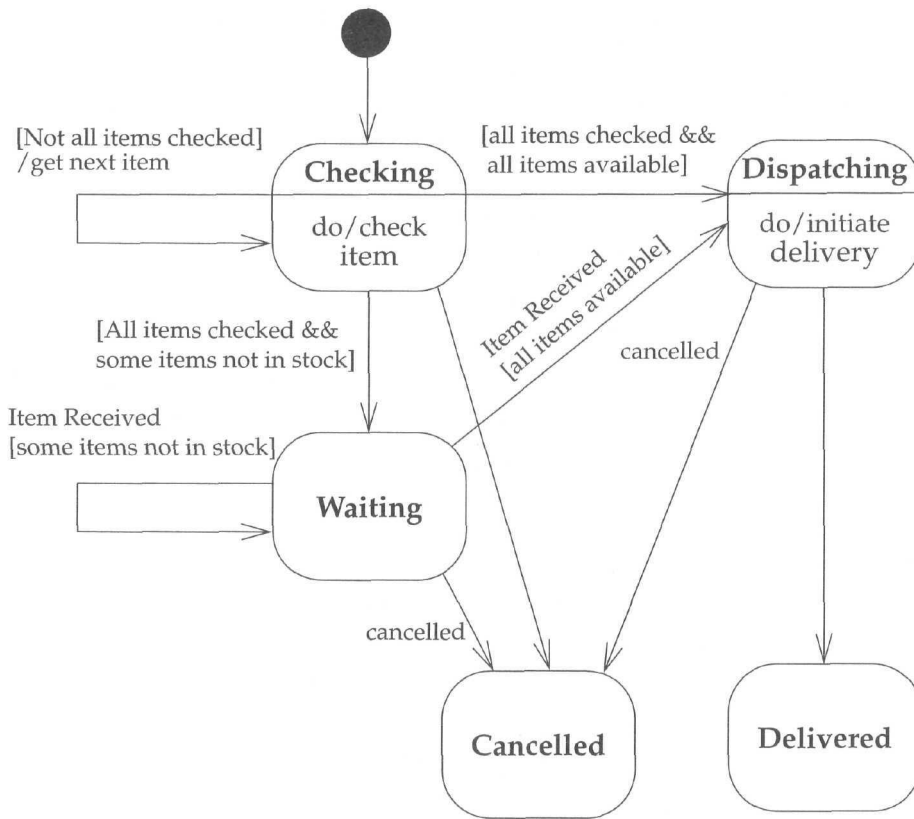 [Not all items checked]
/get next item
[all items checked &&
all items available]
Checking
do/check
item
Dispatching
do/initiate
delivery
[All items checked &&
some items not in stock]
Item Received
[all items available]
cancelled
Item Received
[some items not in stock]
Waiting
cancelled
Cancelled
Delivered